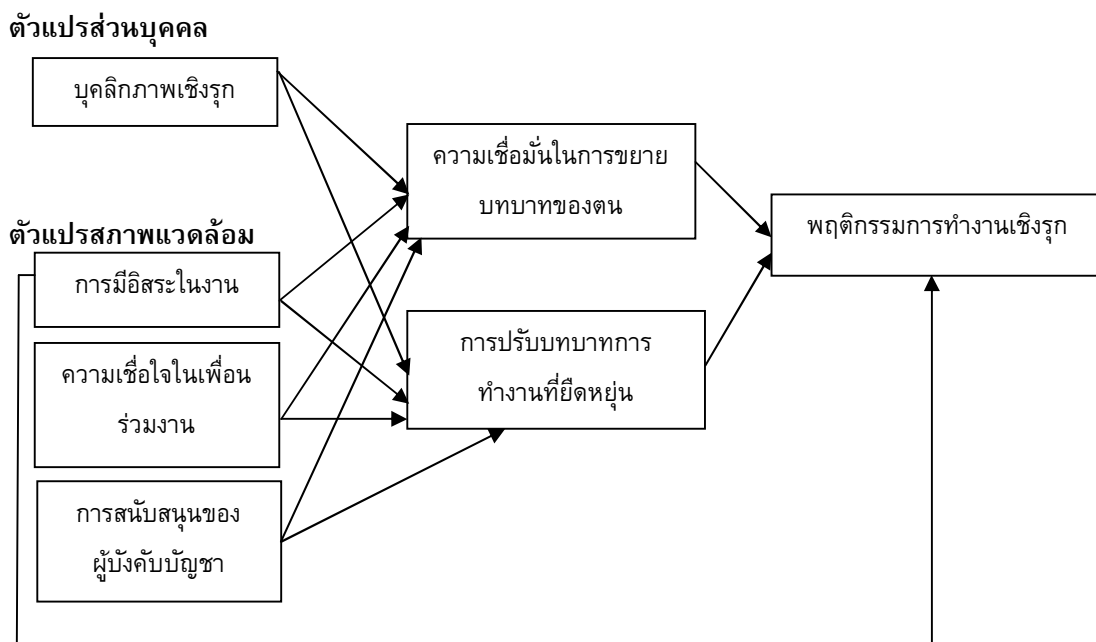 ตัวแปรส่วนบุคคล
บุคลิกภาพเชิงรุก
ความเชื่อมั่นในการขยาย
บทบาทของตน
พฤติกรรมการทำงานเชิงรุก
ตัวแปรสภาพแวดล้อม
การมีอิสระในงาน
ความเชื่อใจในเพื่อน
ร่วมงาน
การปรับบทบาทการ
ทำงานที่ยืดหยุ่น
การสนับสนุนของ
ผู้บังคับบัญชา